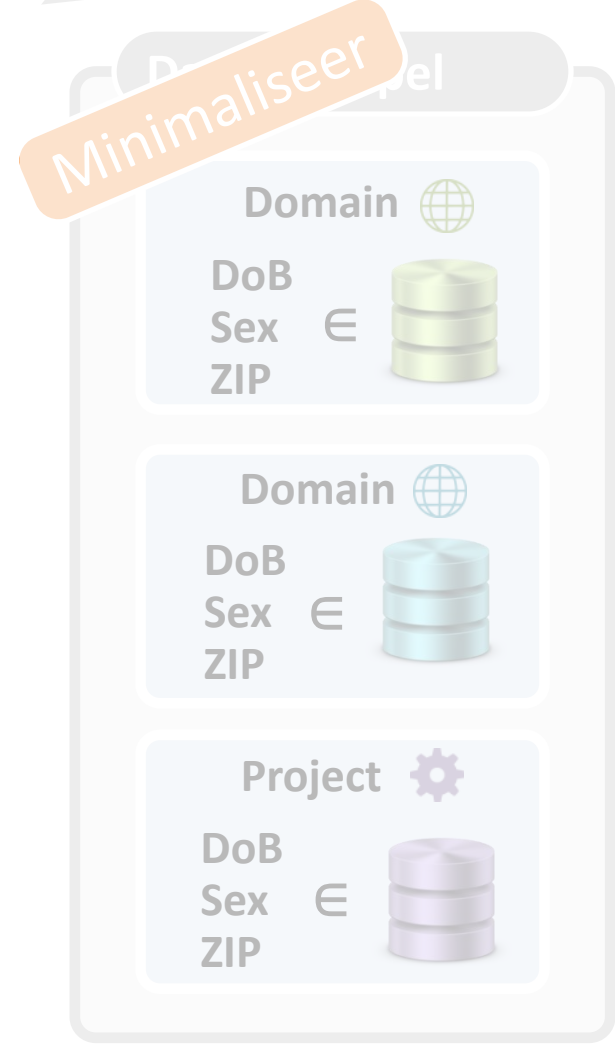 Minimaliseer
Domain
DoB
Sex ∈
ZIP
Domain
DoB
Sex ∈
ZIP
Project
DoB
Sex ∈
ZIP